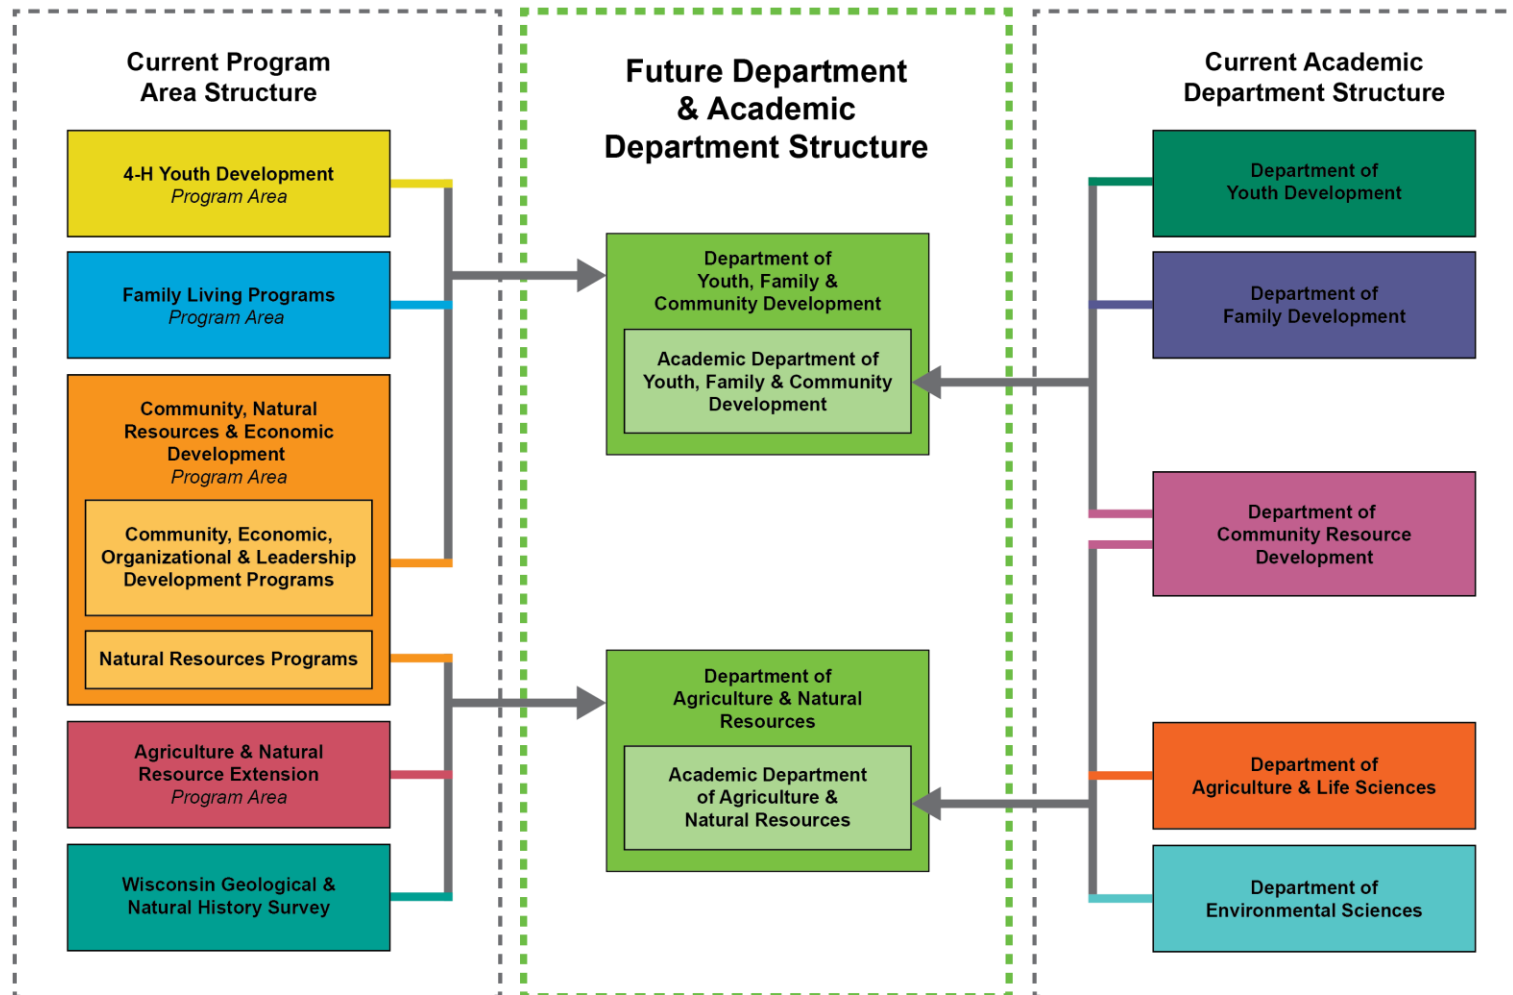 Current Program
Area Structure
4-H Youth Development
Program Area
Family Living Programs
Program Area
Community, Natural
Resources & Economic
Development
Program Area
Community, Economic,
Organizational & Leadership
Development Programs
Natural Resources Programs
Agriculture & Natural
Resource Extension
Program Area
Wisconsin Geological &
Natural History Survey
Future Department
& Academic
Department Structure
Department of
Youth, Family &
Community Development
Academic Department of
Youth, Family & Community
Development
Department of
Agriculture & Natural
Resources
Academic Department
of Agriculture &
Natural Resources
Current Academic
Department Structure
Department of
Youth Development
Department of
Family Development
Department of
Community Resource
Development
Department of
Agriculture & Life Sciences
Department of
Environmental Sciences